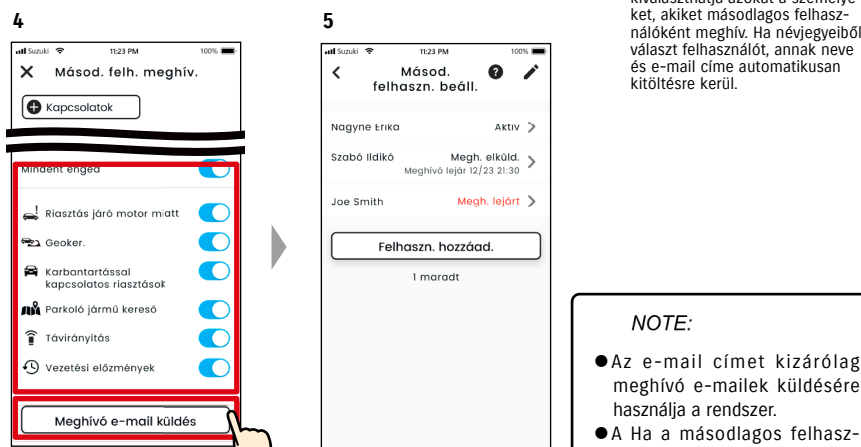 kiválaszthatja azokat a személye-
ket, akiket másodlagos felhasz-
nálóként meghív. Ha névjegyeiből
választ felhasználót, annak neve
és e-mail címe automatikusan
kitöltésre kerül.
4
Suzuki 11:23 PM 100%
Másod. felh. meghív.
Kapcsolatok
Mindent enged
Riasztás járó motor miatt
Geoker.
Karbantartással
kapcsolatos riasztások
Parkoló jármű kereső
Távirányítás
Vezetési előzmények
Meghívó e-mail küldés
5
Suzuki 11:23 PM 100%
Másod.
felhaszn. beáll.
Nagyné Erika Aktív
Szabó Ildikó Megh. elküld.
Meghívó lejár 12/23 21:30
Joe Smith Megh. lejárt
Felhaszn. hozzáad.
1 maradt
NOTE:
●Az e-mail címet kizárólag
meghívó e-mailek küldésére
használja a rendszer.
●A Ha a másodlagos felhasz-